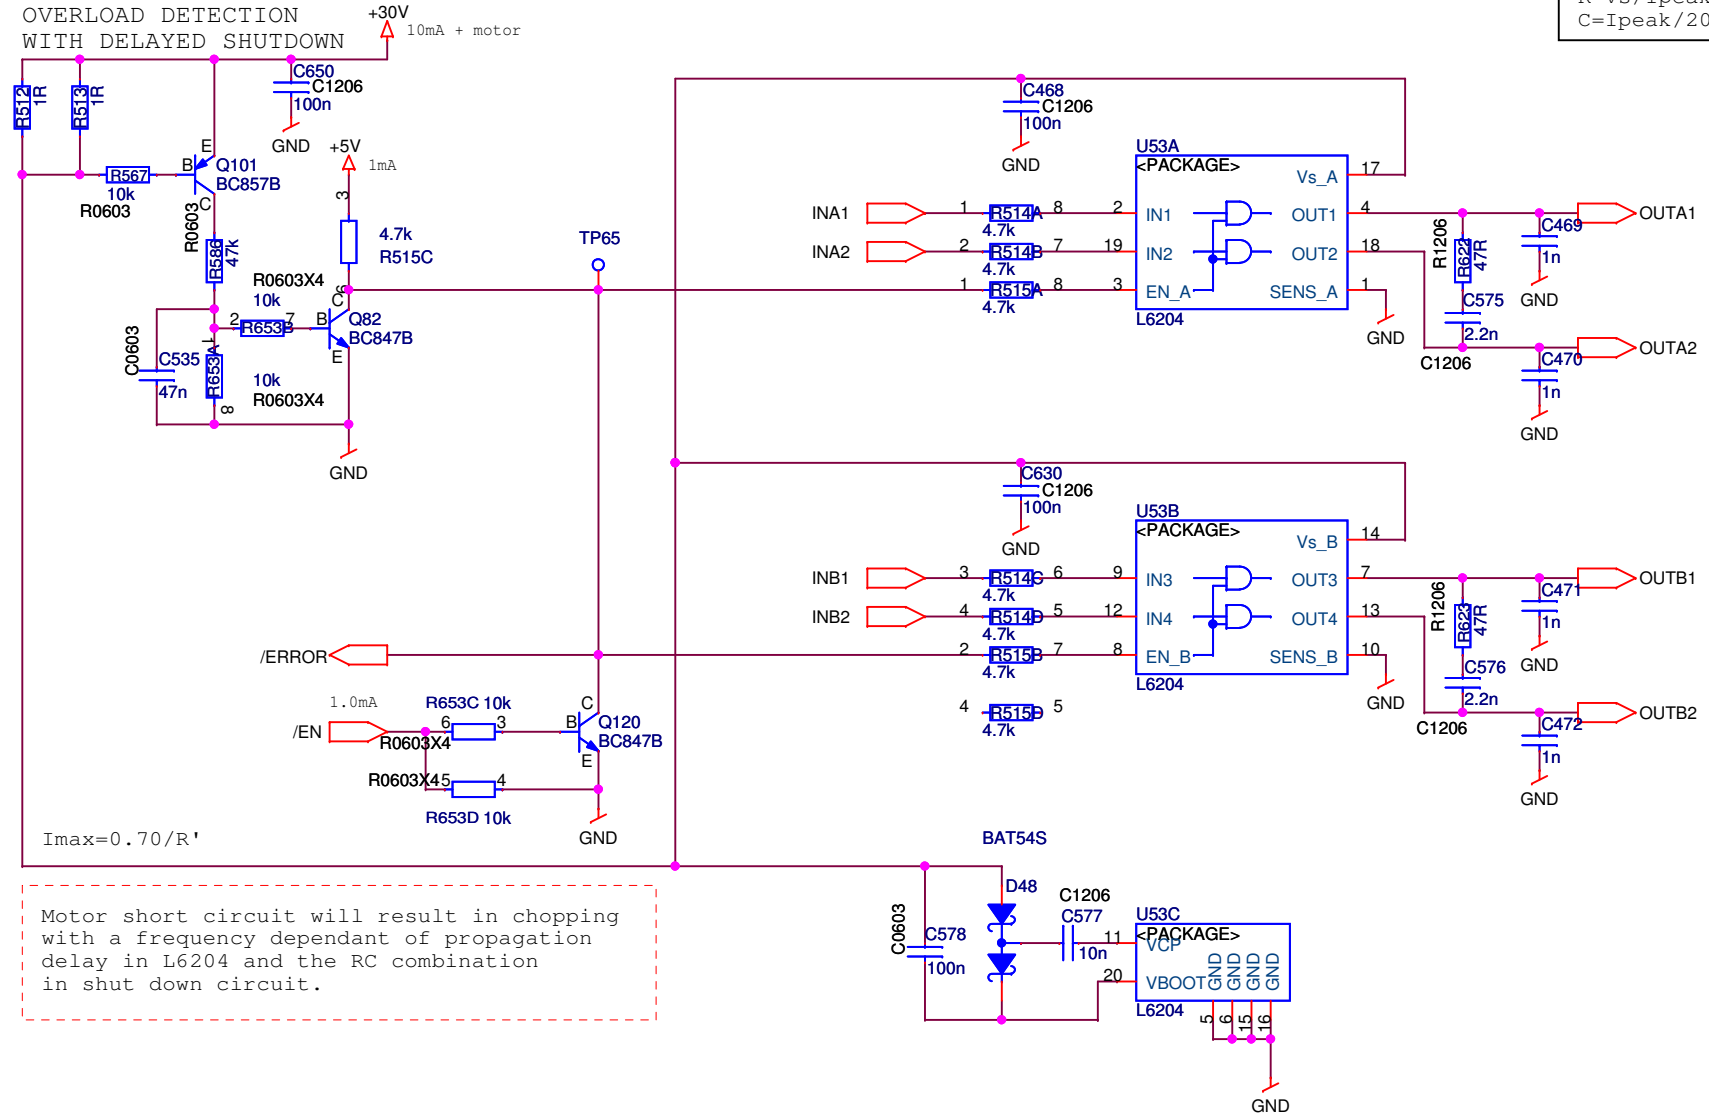 OVERLOAD DETECTION
WITH DELAYED SHUTDOWN
+30V
10mA + motor
C=Ipeak/20
R512
1R
R513
1R
C650
C1206
100n
GND
+5V
1mA
E
B
Q101
BC857B
C
R567
10k
R0603
R0603
R586
47k
3
4.7k
R515C
6
R0603X4
10k
2
R653B
7
C
B
Q82
BC847B
E
C0603
C535
47n
1
R653A
8
10k
R0603X4
GND
TP65
C468
C1206
100n
GND
U53A
<PACKAGE>
Vs_A
17
INA1
1
R514A
8
4.7k
2
IN1
OUT1
4
INA2
2
R514B
7
4.7k
19
IN2
OUT2
18
1
R515A
8
4.7k
3
EN_A
SENS_A
1
L6204
GND
R1206
R622
47R
C469
1n
GND
OUTA1
C575
2.2n
C1206
OUTA2
C470
1n
GND
C630
C1206
100n
GND
U53B
<PACKAGE>
Vs_B
14
INB1
3
R514C
6
4.7k
9
IN3
OUT3
7
INB2
4
R514D
5
4.7k
12
IN4
OUT4
13
2
R515B
7
4.7k
8
EN_B
SENS_B
10
L6204
GND
4
R515D
5
4.7k
R1206
R623
47R
C471
1n
GND
OUTB1
C576
2.2n
C1206
OUTB2
C472
1n
GND
/ERROR
1.0mA
/EN
R653C 10k
6
3
R0603X4
C
B
Q120
BC847B
E
R0603X4
5
4
R653D 10k
GND
Imax=0.70/R'
Motor short circuit will result in chopping
with a frequency dependant of propagation
delay in L6204 and the RC combination
in shut down circuit.
BAT54S
D48
C0603
C578
100n
C1206
C577
10n
U53C
<PACKAGE>
11
VCP
20
VBOOT
GND
GND
GND
GND
L6204
5
6
15
16
GND